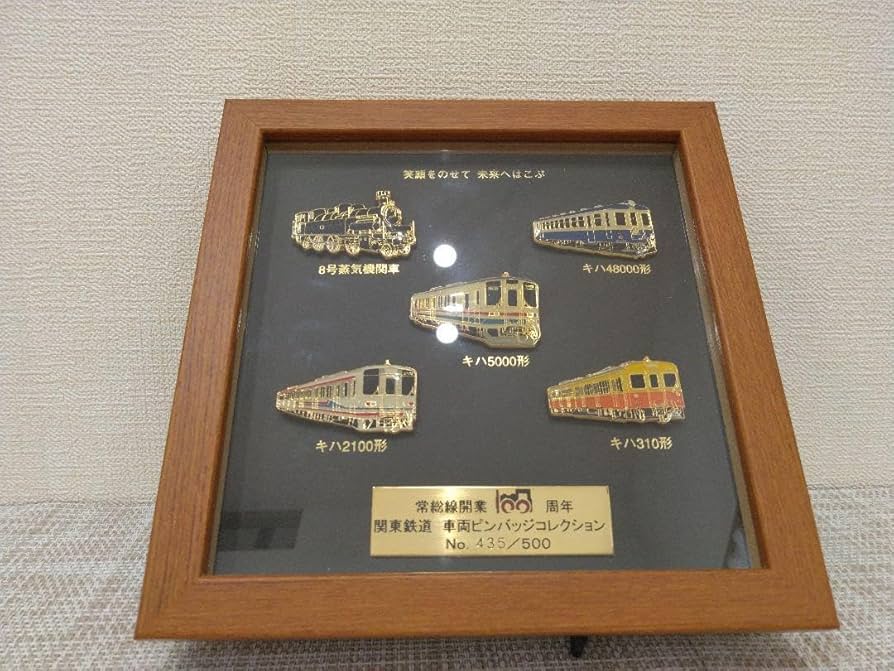 笑顔をのせて 未来へはこぶ
8号蒸気機関車
キハ48000形
キハ5000形
キハ2100形
キハ310形
常総線開業 100 周年
関東鉄道 車両ピンバッジコレクション
No. 435/500